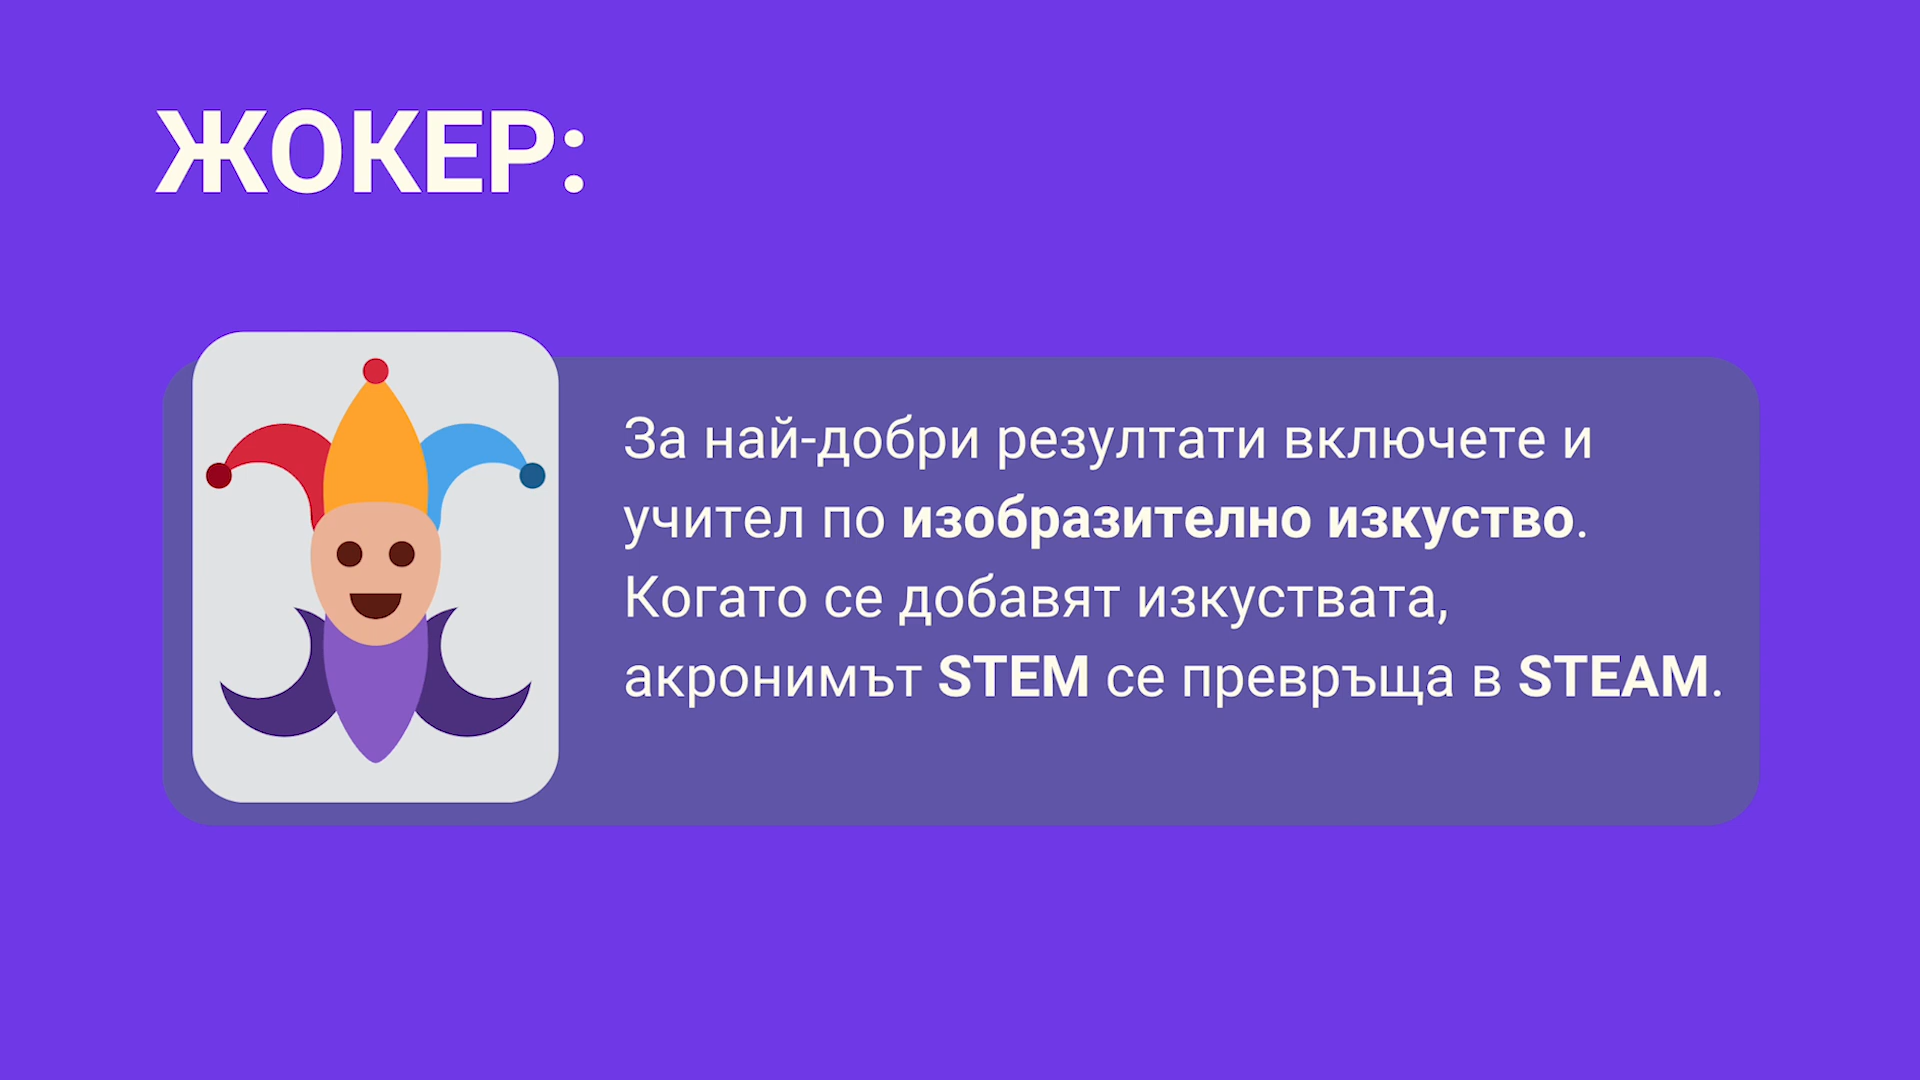 ЖОКЕР:
За най-добри резултати включете и
учител по изобразително изкуство.
Когато се добавят изкуствата,
акронимът STEM се превръща в STEAM.